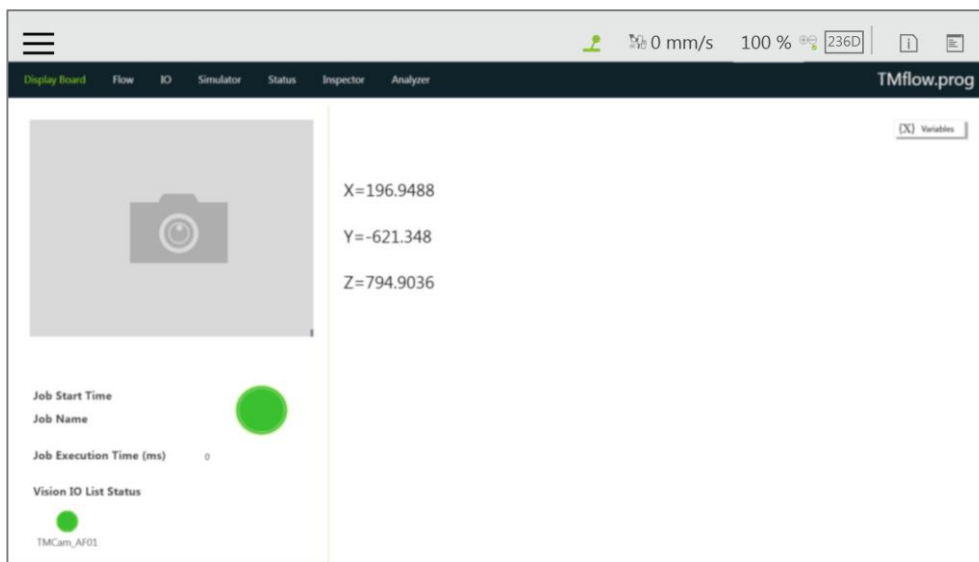 0 mm/s 100 % 236D
Display Board Flow IO Simulator Status Inspector Analyzer TMflow.prog
{X} Variables
X=196.9488
Y=-621.348
Z=794.9036
Job Start Time
Job Name
Job Execution Time (ms) 0
Vision IO List Status
TMCam_AF01